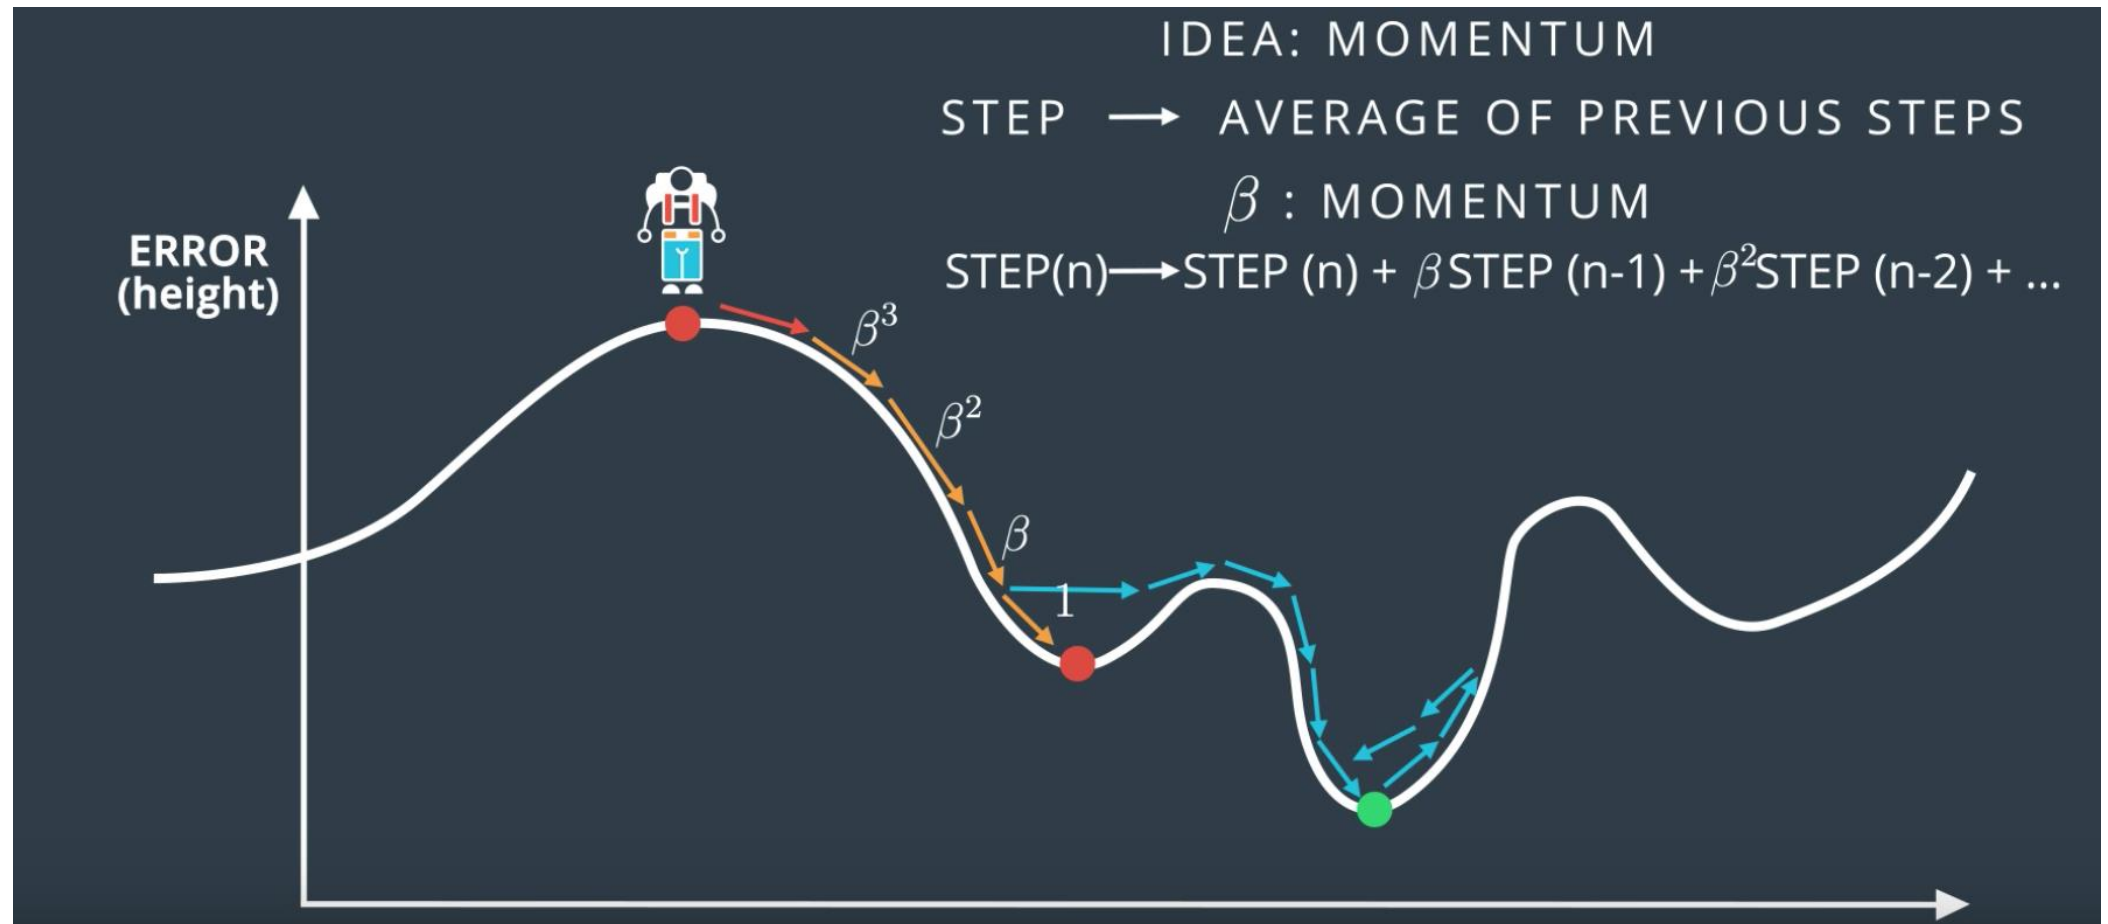 IDEA: MOMENTUM
STEP → AVERAGE OF PREVIOUS STEPS
β : MOMENTUM
STEP(n)→STEP (n) + βSTEP (n-1) + β²STEP (n-2) + ...
ERROR
(height)
β³
β²
β
1